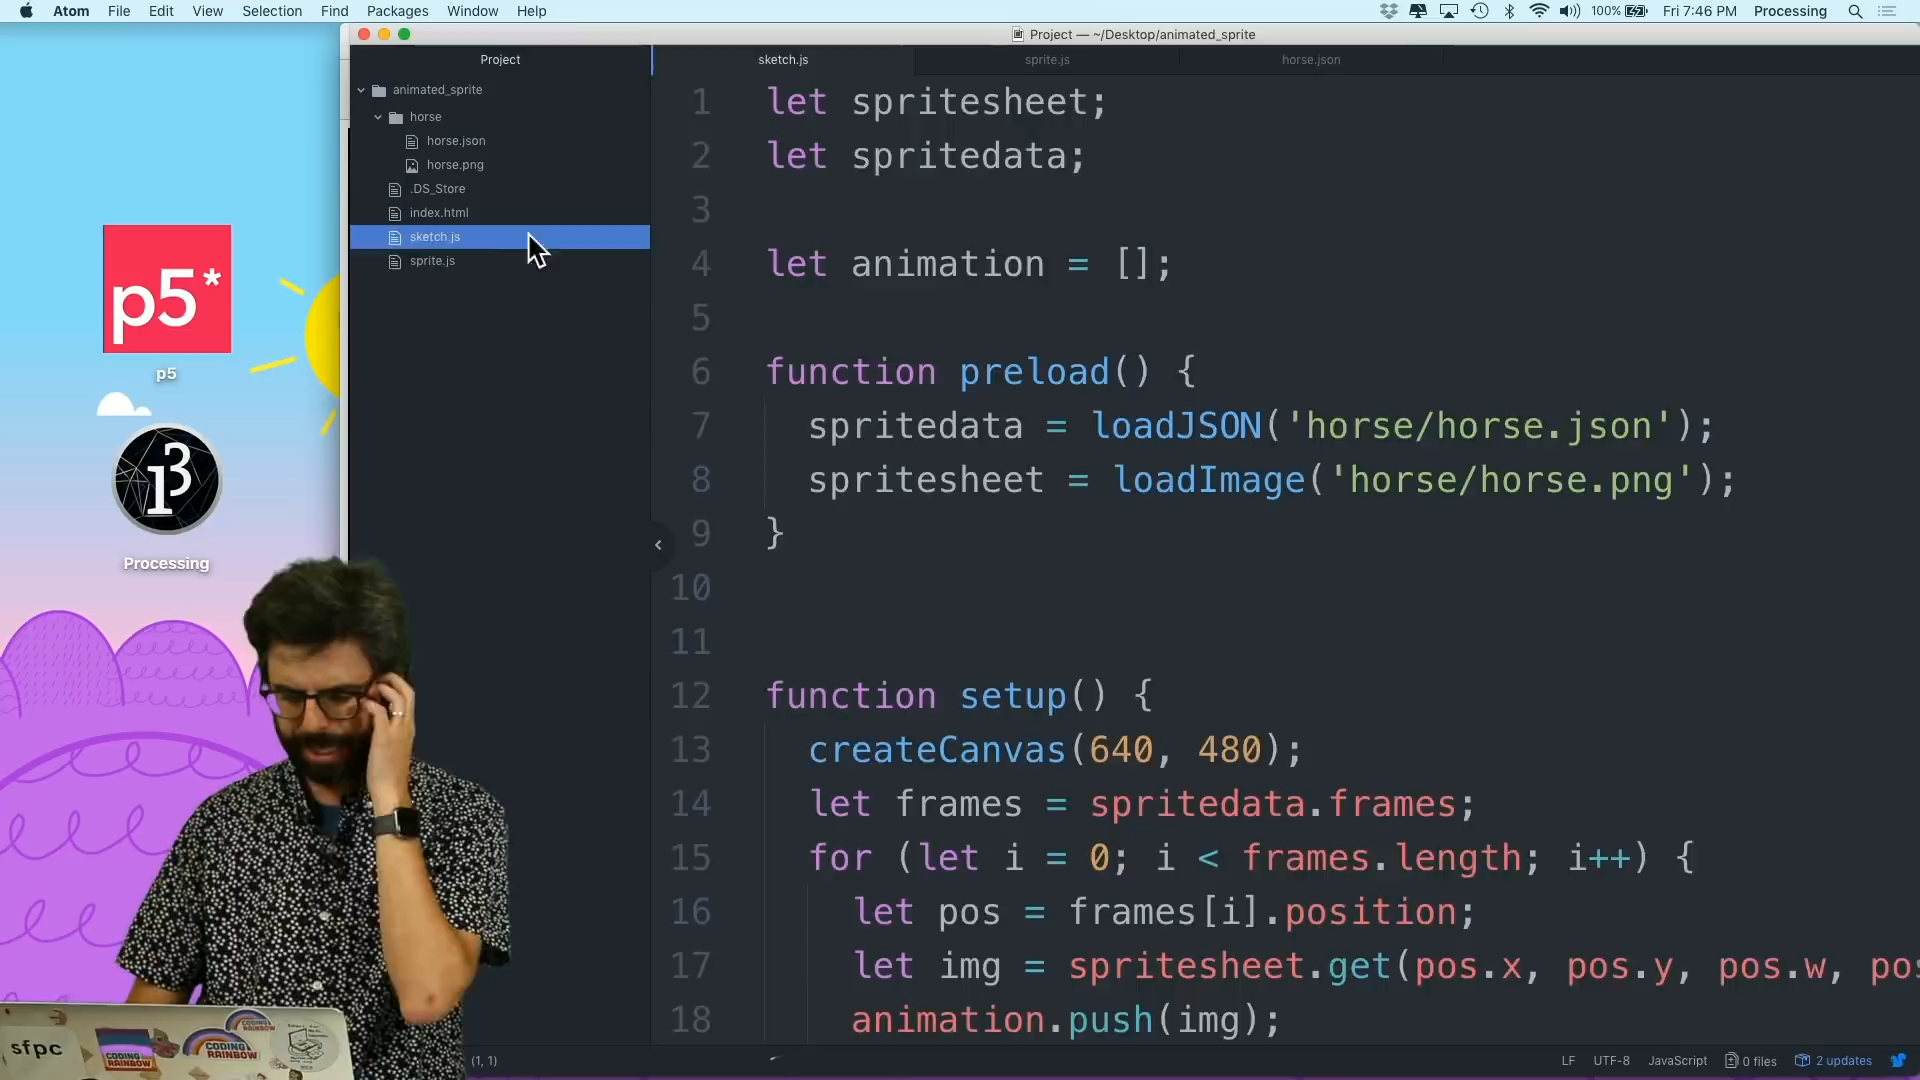 Atom File Edit View Selection Find Packages Window Help
100% Fri 7:46 PM Processing
Project — ~/Desktop/animated_sprite
Project
sketch.js
sprite.js
horse.json
animated_sprite
horse
horse.json
horse.png
.DS_Store
index.html
sketch.js
sprite.js
1 let spritesheet;
2 let spritedata;
3
4 let animation = [];
5
6 function preload() {
7 spritedata = loadJSON('horse/horse.json');
8 spritesheet = loadImage('horse/horse.png');
9 }
10
11
12 function setup() {
13 createCanvas(640, 480);
14 let frames = spritedata.frames;
15 for (let i = 0; i < frames.length; i++) {
16 let pos = frames[i].position;
17 let img = spritesheet.get(pos.x, pos.y, pos.w, pos
18 animation.push(img);
(1, 1)
LF UTF-8 JavaScript 0 files 2 updates
p5*
p5
Processing
sfpc
CODING
RAINBOW
CODING
RAINBOW
CODING
RAINBOW